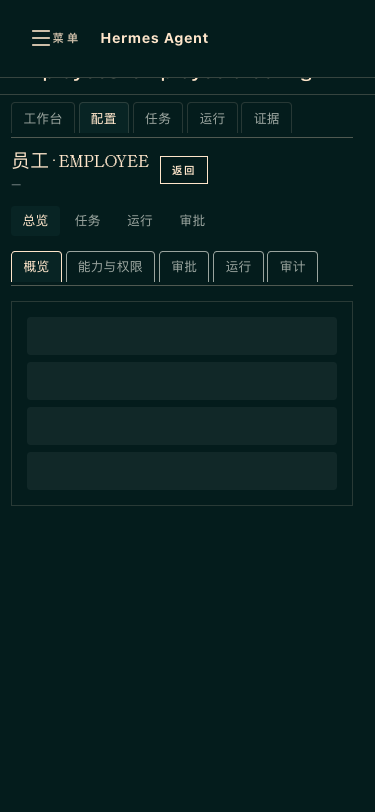 菜单 Hermes Agent
工作台 配置 任务 运行 证据
员工 · EMPLOYEE 返回
—
总览 任务 运行 审批
概览 能力与权限 审批 运行 审计